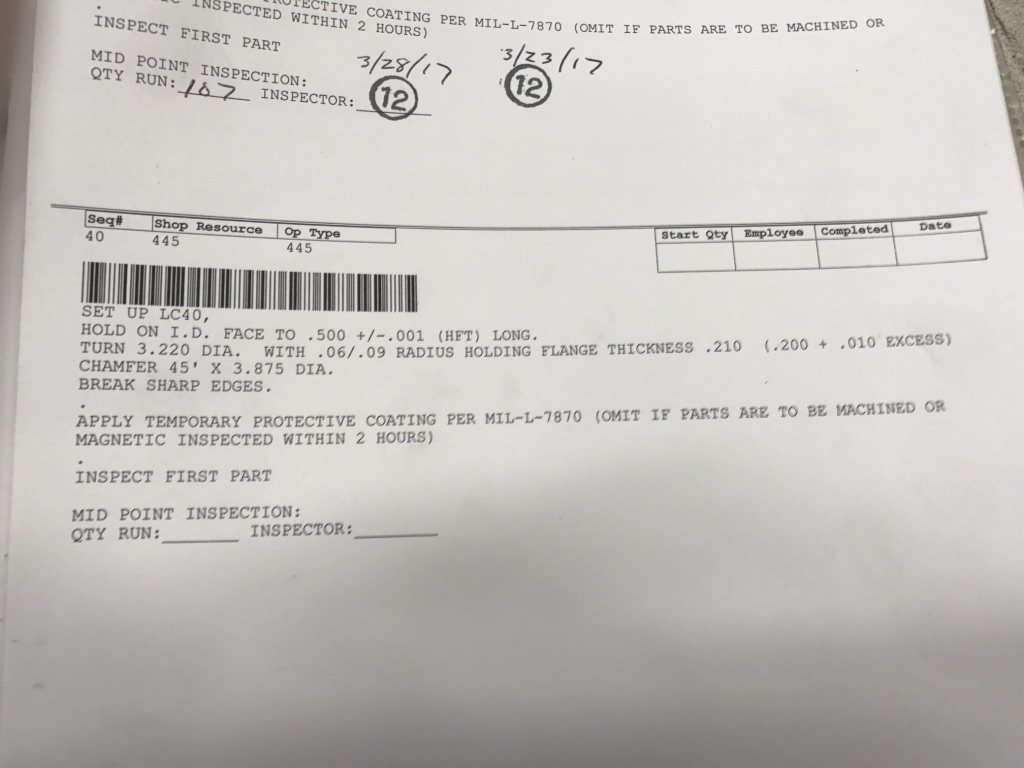 PROTECTIVE COATING PER MIL-L-7870 (OMIT IF PARTS ARE TO BE MACHINED OR
INSPECTED WITHIN 2 HOURS)
.
INSPECT FIRST PART
3/28/17 3/23/17
MID POINT INSPECTION:
QTY RUN: 107 INSPECTOR: 12 12
Seq# Shop Resource Op Type Start Qty Employee Completed Date
40 445 445
SET UP LC40,
HOLD ON I.D. FACE TO .500 +/-.001 (HFT) LONG.
TURN 3.220 DIA. WITH .06/.09 RADIUS HOLDING FLANGE THICKNESS .210 (.200 + .010 EXCESS)
CHAMFER 45' X 3.875 DIA.
BREAK SHARP EDGES.
.
APPLY TEMPORARY PROTECTIVE COATING PER MIL-L-7870 (OMIT IF PARTS ARE TO BE MACHINED OR
MAGNETIC INSPECTED WITHIN 2 HOURS)
.
INSPECT FIRST PART
MID POINT INSPECTION:
QTY RUN:________ INSPECTOR:________